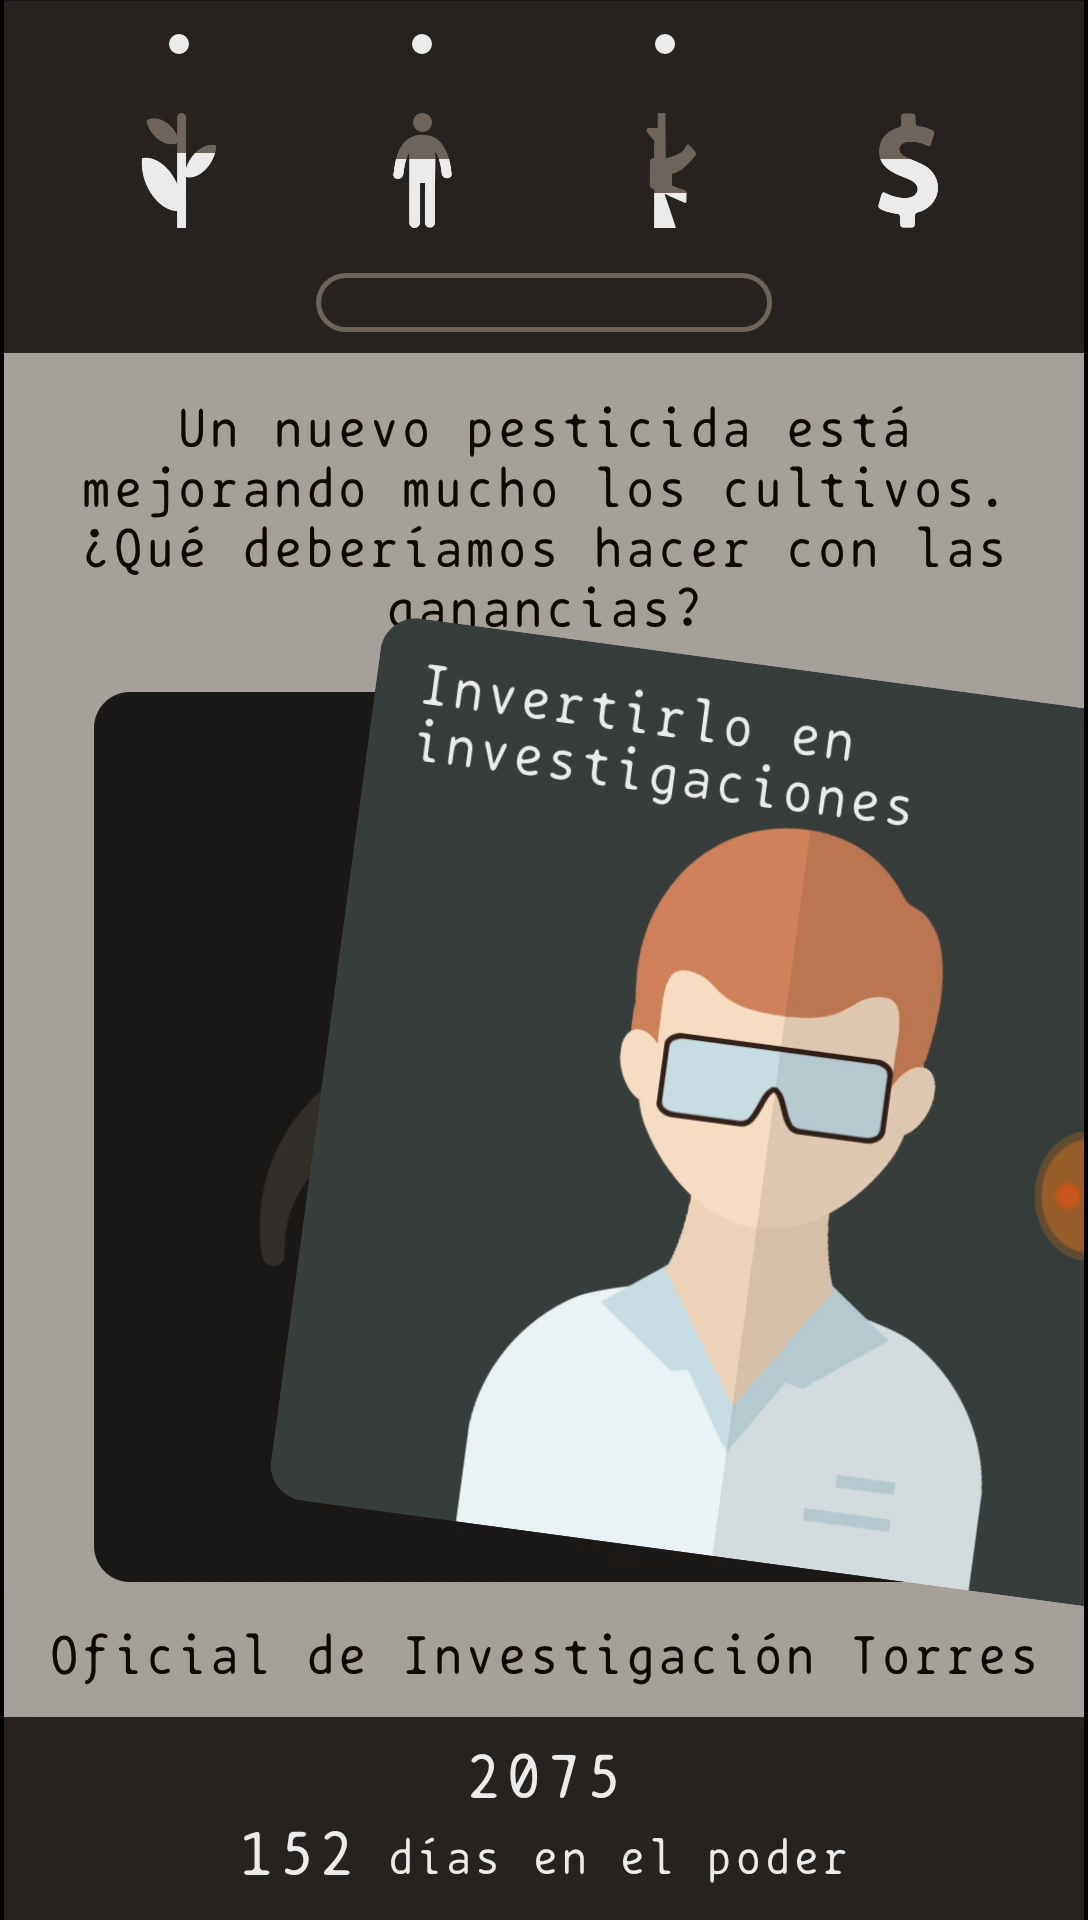 Un nuevo pesticida está
mejorando mucho los cultivos.
¿Qué deberíamos hacer con las
ganancias?
Invertirlo en
investigaciones
Oficial de Investigación Torres
2075
152 días en el poder